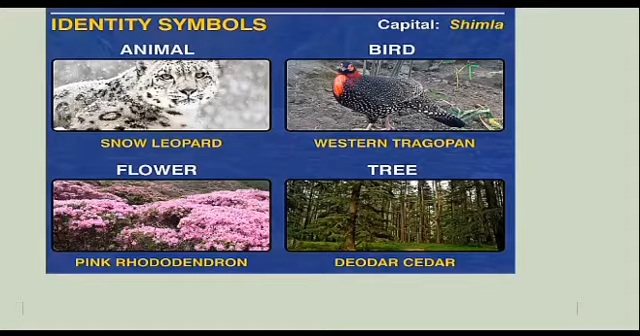 IDENTITY SYMBOLS Capital: Shimla
ANIMAL BIRD
SNOW LEOPARD WESTERN TRAGOPAN
FLOWER TREE
PINK RHODODENDRON DEODAR CEDAR